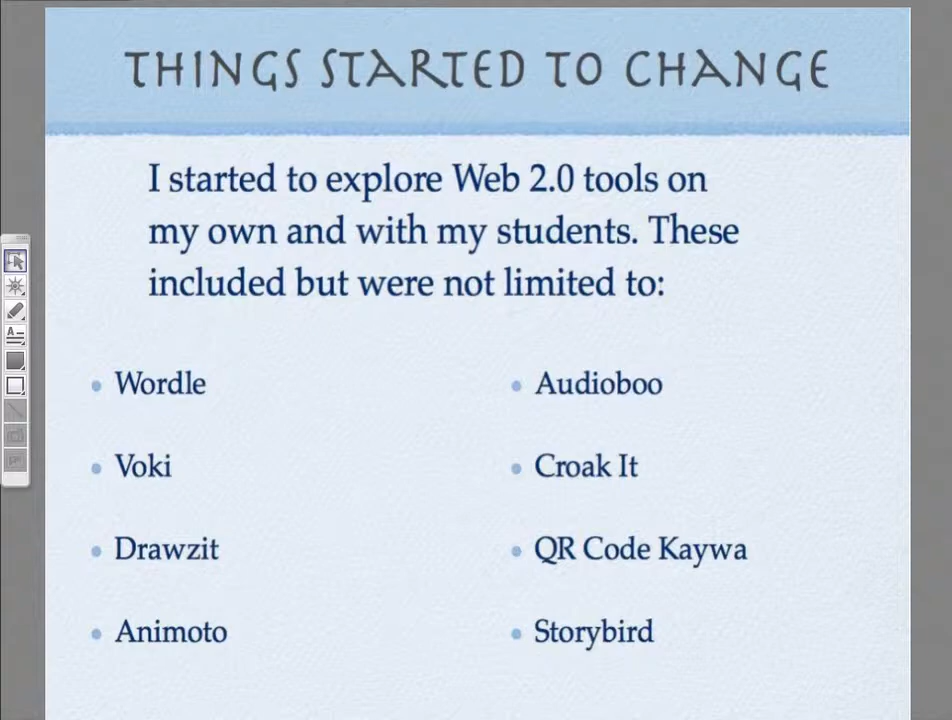 THINGS STARTED TO CHANGE
I started to explore Web 2.0 tools on
my own and with my students. These
included but were not limited to:
Wordle
Voki
Drawzit
Animoto
Audioboo
Croak It
QR Code Kaywa
Storybird